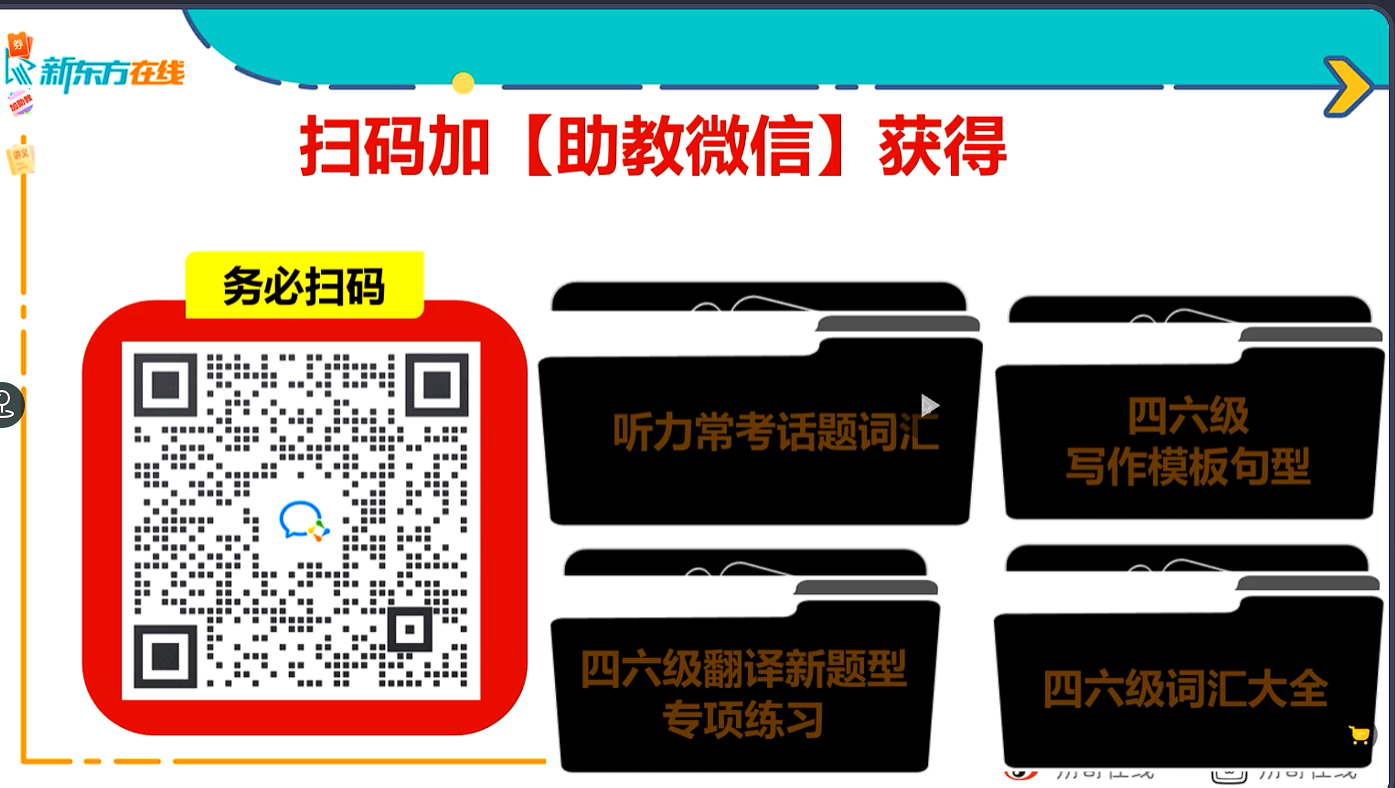 券
新东方在线
加助教
讲义
扫码加【助教微信】获得
务必扫码
听力常考话题词汇
四六级
写作模板句型
四六级翻译新题型
专项练习
四六级词汇大全